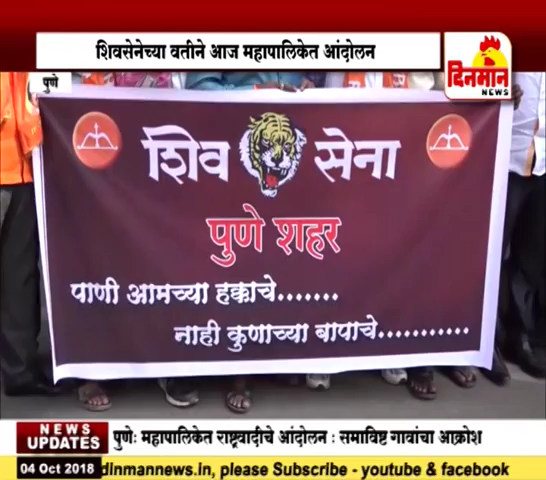 शिवसेनेच्या वतीने आज महापालिकेत आंदोलन
दिनमान
NEWS
पुणे
शिव सेना
पुणे शहर
पाणी आमच्या हक्काचे.......
नाही कुणाच्या बापाचे...........
NEWS
UPDATES
पुणेः महापालिकेत राष्ट्रवादीचे आंदोलन : समाविष्ट गावांचा आक्रोश
04 Oct 2018
dinmannews.in, please Subscribe - youtube & facebook